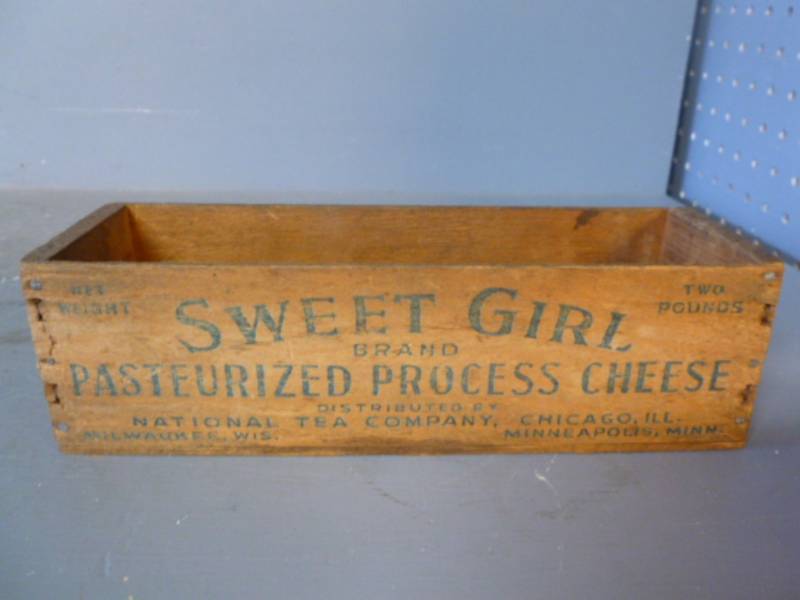 NET WEIGHT
TWO POUNDS
SWEET GIRL
BRAND
PASTEURIZED PROCESS CHEESE
DISTRIBUTED BY
NATIONAL TEA COMPANY, CHICAGO, ILL.
MILWAUKEE, WIS. MINNEAPOLIS, MINN.